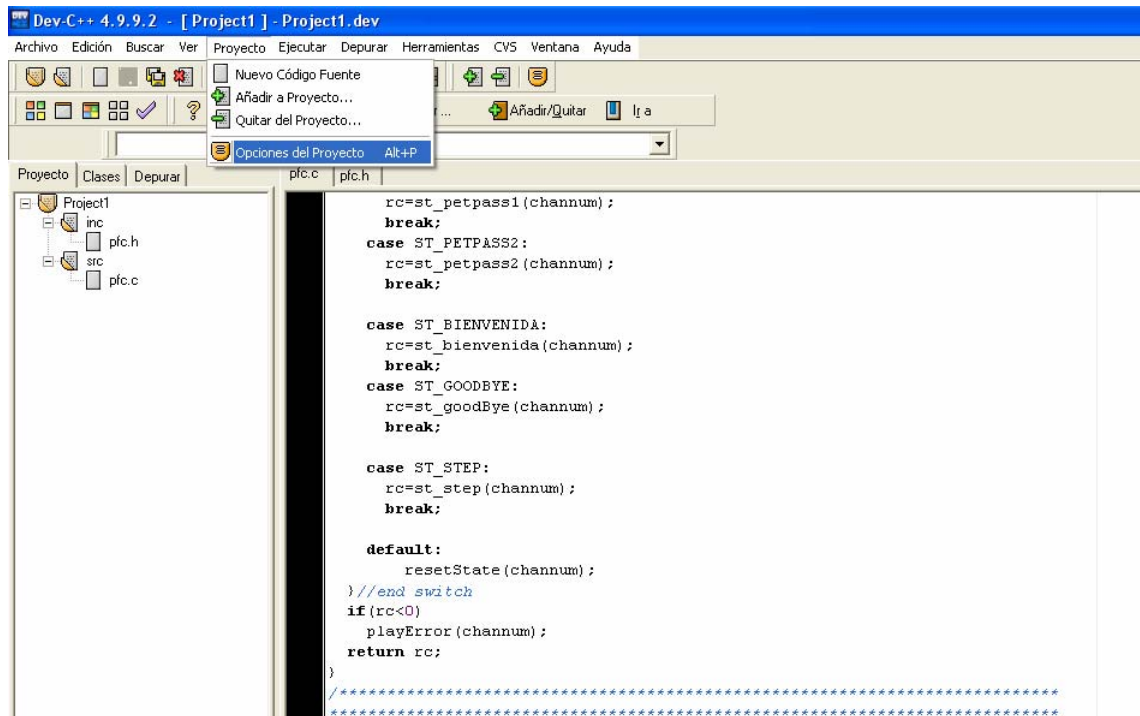 Dev-C++ 4.9.9.2 - [ Project1 ] - Project1.dev
Archivo Edición Buscar Ver Proyecto Ejecutar Depurar Herramientas CVS Ventana Ayuda
Nuevo Código Fuente
Añadir a Proyecto...
Quitar del Proyecto...
Opciones del Proyecto Alt+P
... Añadir/Quitar Ir a
Proyecto Clases Depurar
pfc.c pfc.h
Project1
inc
pfc.h
src
pfc.c
rc=st_petpass1(channum);
break;
case ST_PETPASS2:
rc=st_petpass2(channum);
break;
case ST_BIENVENIDA:
rc=st_bienvenida(channum);
break;
case ST_GOODBYE:
rc=st_goodBye(channum);
break;
case ST_STEP:
rc=st_step(channum);
break;
default:
resetState(channum);
}//end switch
if(rc<0)
playError(channum);
return rc;
}
/***************************************************************************
****************************************************************************